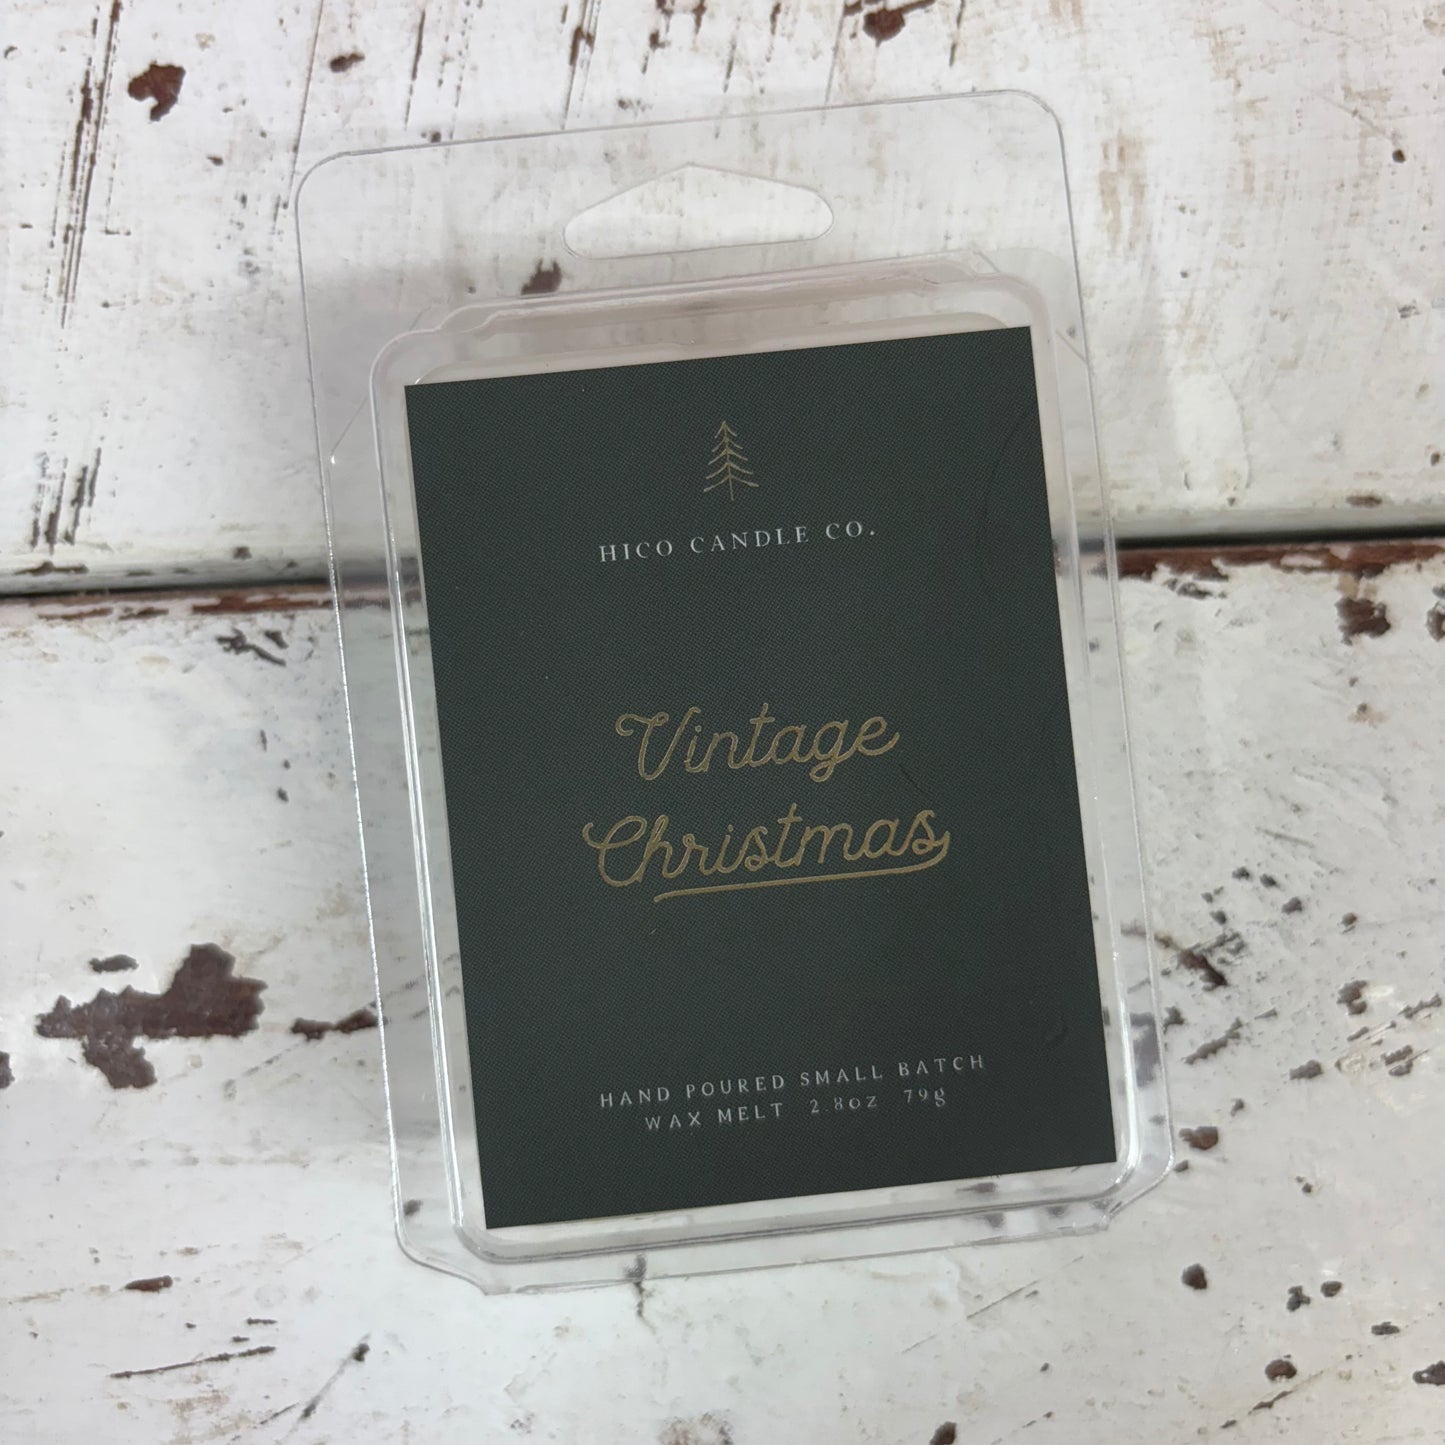 HICO CANDLE CO.
Vintage
Christmas
HAND POURED SMALL BATCH
WAX MELT 2.8oz 79g